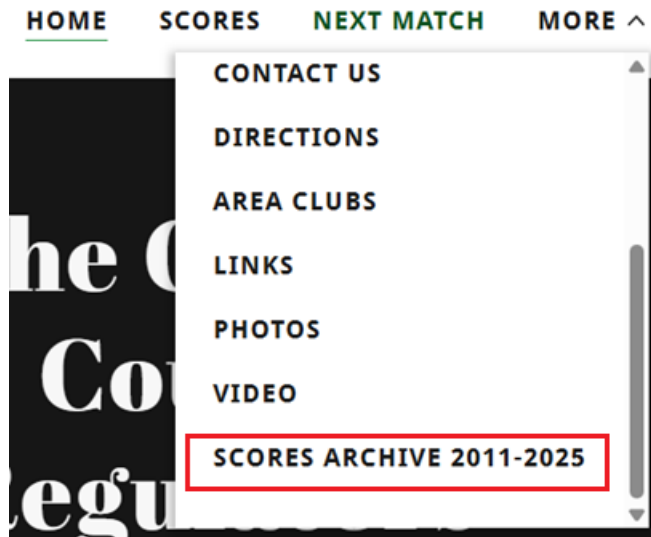 HOME SCORES NEXT MATCH MORE
CONTACT US
DIRECTIONS
AREA CLUBS
LINKS
PHOTOS
VIDEO
SCORES ARCHIVE 2011-2025